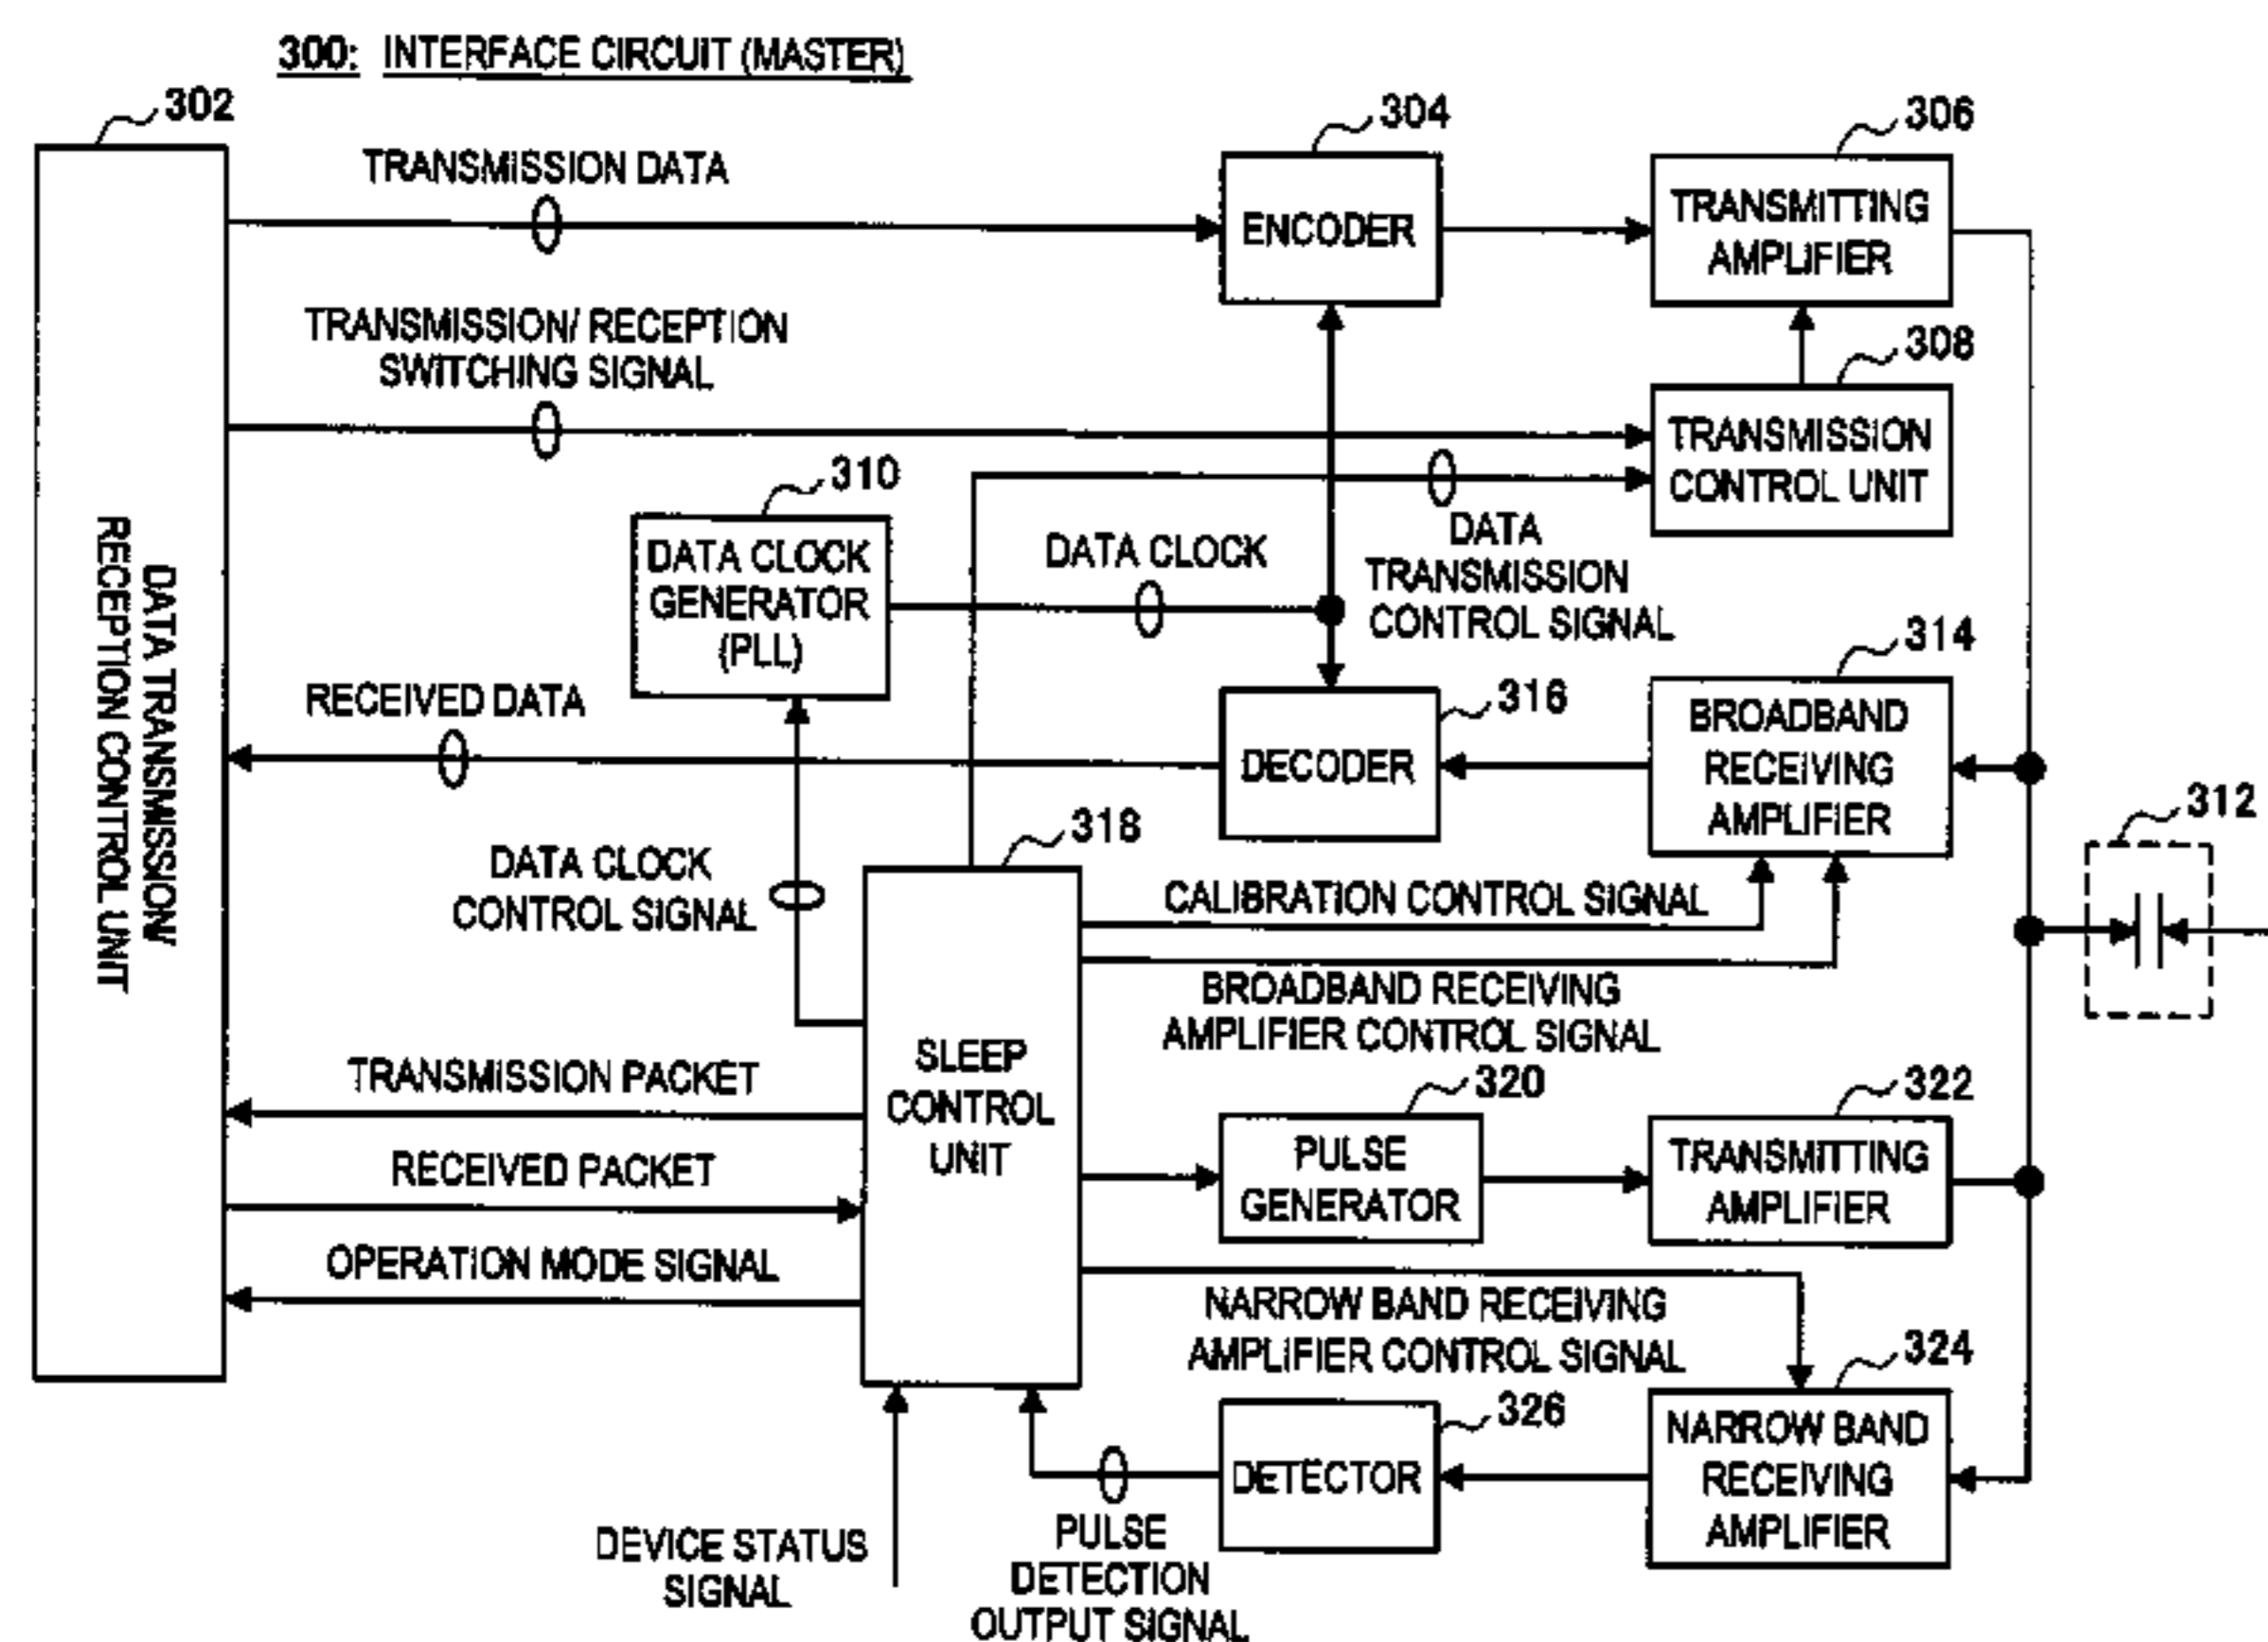 300: INTERFACE CIRCUIT (MASTER)
302
304
306
TRANSMISSION DATA
ENCODER
TRANSMITTING
AMPLIFIER
TRANSMISSION/ RECEPTION
SWITCHING SIGNAL
308
TRANSMISSION
CONTROL UNIT
310
DATA CLOCK
GENERATOR
(PLL)
DATA CLOCK
DATA
TRANSMISSION
CONTROL SIGNAL
DATA TRANSMISSION/
RECEPTION CONTROL UNIT
314
BROADBAND
RECEIVING
AMPLIFIER
316
DECODER
RECEIVED DATA
312
318
DATA CLOCK
CONTROL SIGNAL
CALIBRATION CONTROL SIGNAL
BROADBAND RECEIVING
AMPLIFIER CONTROL SIGNAL
SLEEP
CONTROL
UNIT
TRANSMISSION PACKET
RECEIVED PACKET
OPERATION MODE SIGNAL
320
PULSE
GENERATOR
322
TRANSMITTING
AMPLIFIER
NARROW BAND RECEIVING
AMPLIFIER CONTROL SIGNAL
324
NARROW BAND
RECEIVING
AMPLIFIER
326
DETECTOR
DEVICE STATUS
SIGNAL
PULSE
DETECTION
OUTPUT SIGNAL